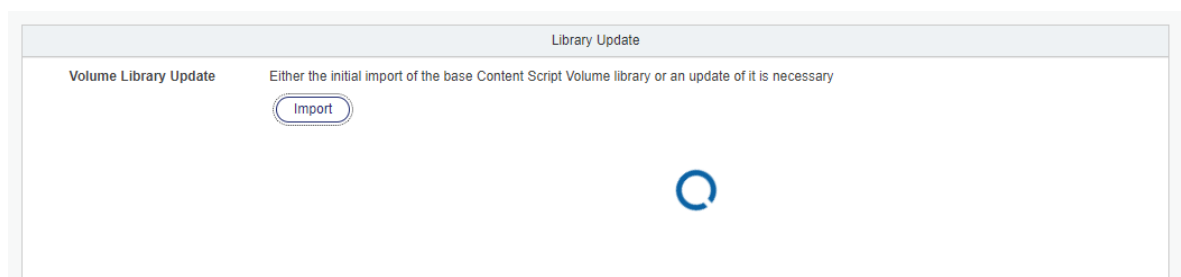 Library Update
Volume Library Update Either the initial import of the base Content Script Volume library or an update of it is necessary
Import